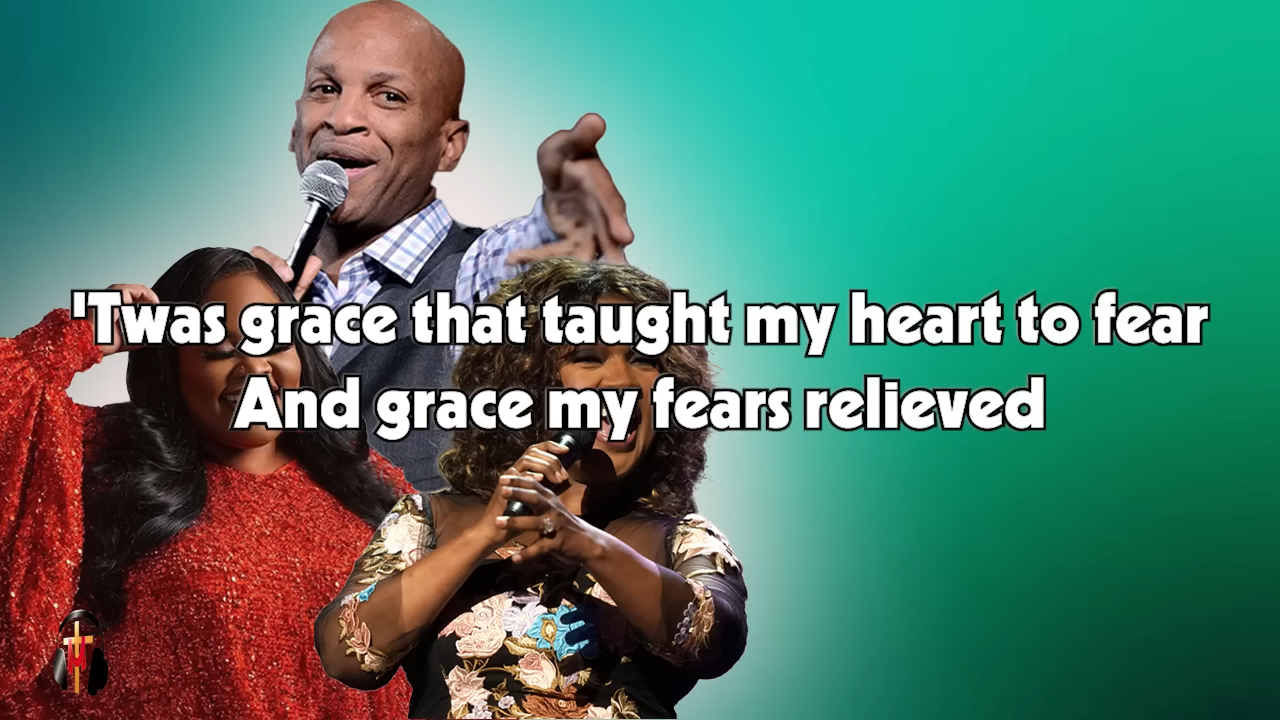 'Twas grace that taught my heart to fear
And grace my fears relieved